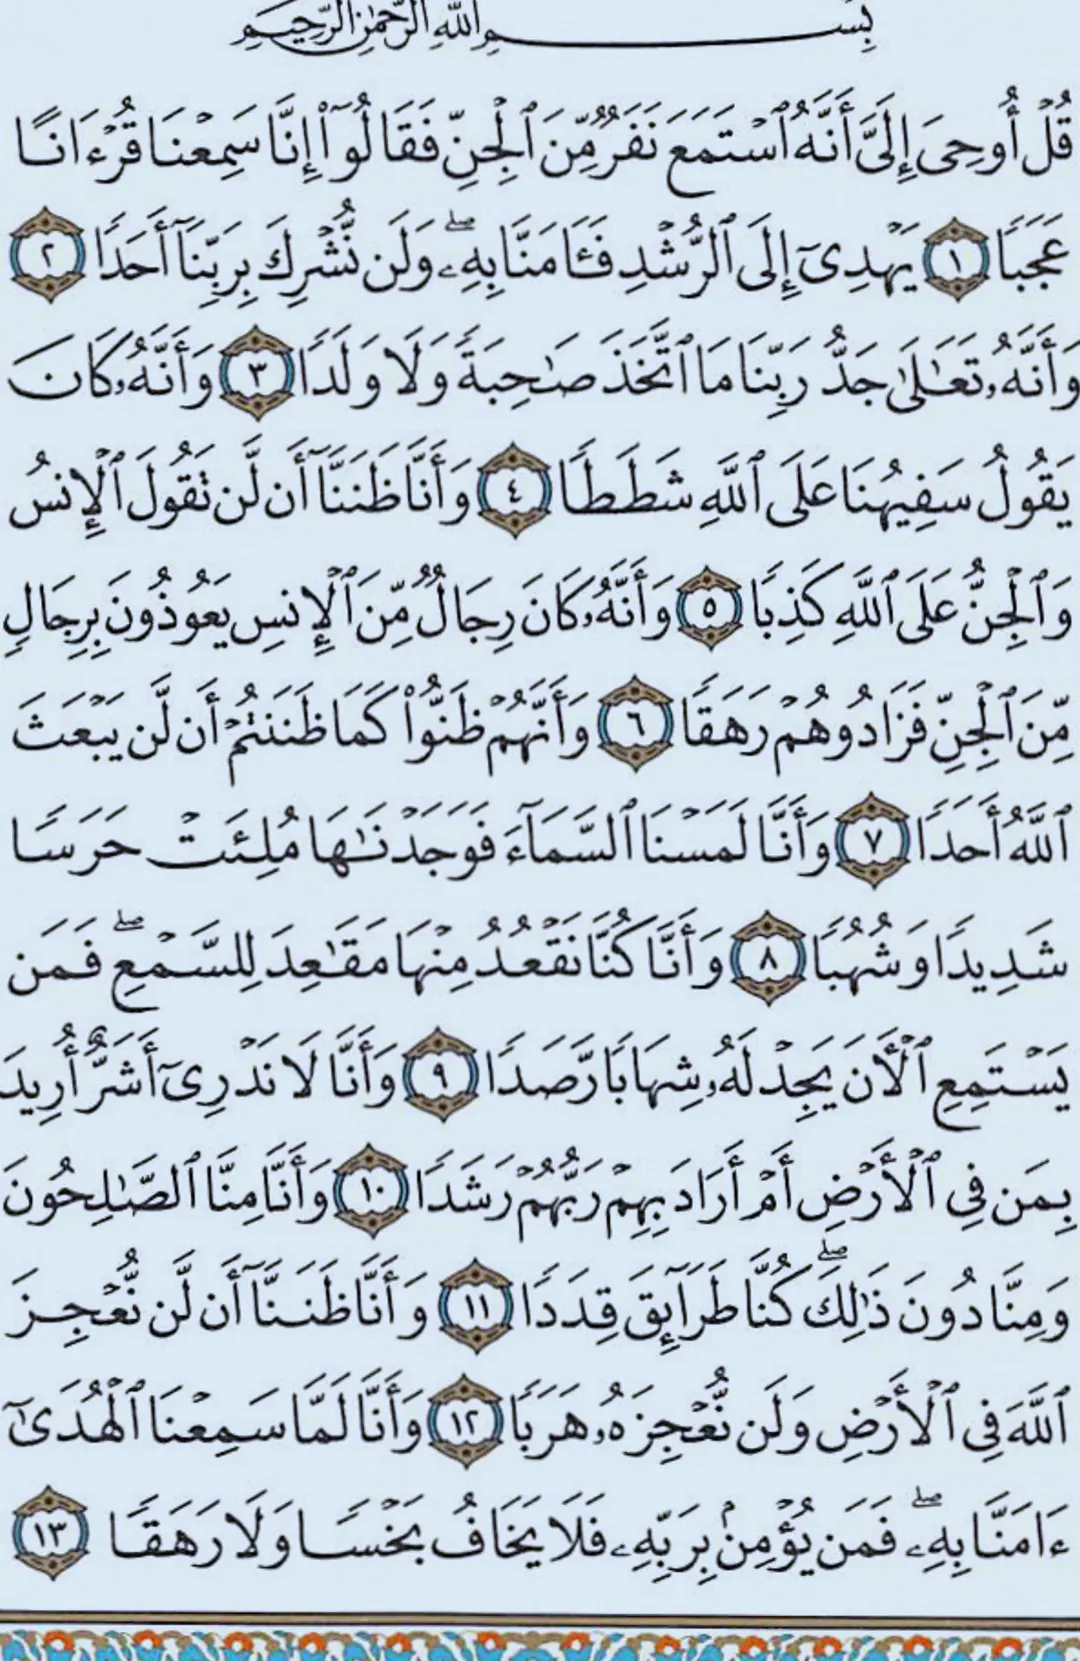 بِسْمِ ٱللَّهِ ٱلرَّحْمَٰنِ ٱلرَّحِيمِ
قُلْ أُوحِىَ إِلَىَّ أَنَّهُ ٱسْتَمَعَ نَفَرٌ مِّنَ ٱلْجِنِّ فَقَالُوٓا۟ إِنَّا سَمِعْنَا قُرْءَانًا
عَجَبًا ١ يَهْدِىٓ إِلَى ٱلرُّشْدِ فَـَٔامَنَّا بِهِۦ ۖ وَلَن نُّشْرِكَ بِرَبِّنَآ أَحَدًا ٢
وَأَنَّهُۥ تَعَٰلَىٰ جَدُّ رَبِّنَا مَا ٱتَّخَذَ صَٰحِبَةً وَلَا وَلَدًا ٣ وَأَنَّهُۥ كَانَ
يَقُولُ سَفِيهُنَا عَلَى ٱللَّهِ شَطَطًا ٤ وَأَنَّا ظَنَنَّآ أَن لَّن تَقُولَ ٱلْإِنسُ
وَٱلْجِنُّ عَلَى ٱللَّهِ كَذِبًا ٥ وَأَنَّهُۥ كَانَ رِجَالٌ مِّنَ ٱلْإِنسِ يَعُوذُونَ بِرِجَالٍ
مِّنَ ٱلْجِنِّ فَزَادُوهُمْ رَهَقًا ٦ وَأَنَّهُمْ ظَنُّوا۟ كَمَا ظَنَنتُمْ أَن لَّن يَبْعَثَ
ٱللَّهُ أَحَدًا ٧ وَأَنَّا لَمَسْنَا ٱلسَّمَآءَ فَوَجَدْنَٰهَا مُلِئَتْ حَرَسًا
شَدِيدًا وَشُهُبًا ٨ وَأَنَّا كُنَّا نَقْعُدُ مِنْهَا مَقَٰعِدَ لِلسَّمْعِ ۖ فَمَن
يَسْتَمِعِ ٱلْـَٔانَ يَجِدْ لَهُۥ شِهَابًا رَّصَدًا ٩ وَأَنَّا لَا نَدْرِىٓ أَشَرٌّ أُرِيدَ
بِمَن فِى ٱلْأَرْضِ أَمْ أَرَادَ بِهِمْ رَبُّهُمْ رَشَدًا ١٠ وَأَنَّا مِنَّا ٱلصَّٰلِحُونَ
وَمِنَّا دُونَ ذَٰلِكَ ۖ كُنَّا طَرَآئِقَ قِدَدًا ١١ وَأَنَّا ظَنَنَّآ أَن لَّن نُّعْجِزَ
ٱللَّهَ فِى ٱلْأَرْضِ وَلَن نُّعْجِزَهُۥ هَرَبًا ١٢ وَأَنَّا لَمَّا سَمِعْنَا ٱلْهُدَىٰٓ
ءَامَنَّا بِهِۦ ۖ فَمَن يُؤْمِنۢ بِرَبِّهِۦ فَلَا يَخَافُ بَخْسًا وَلَا رَهَقًا ١٣